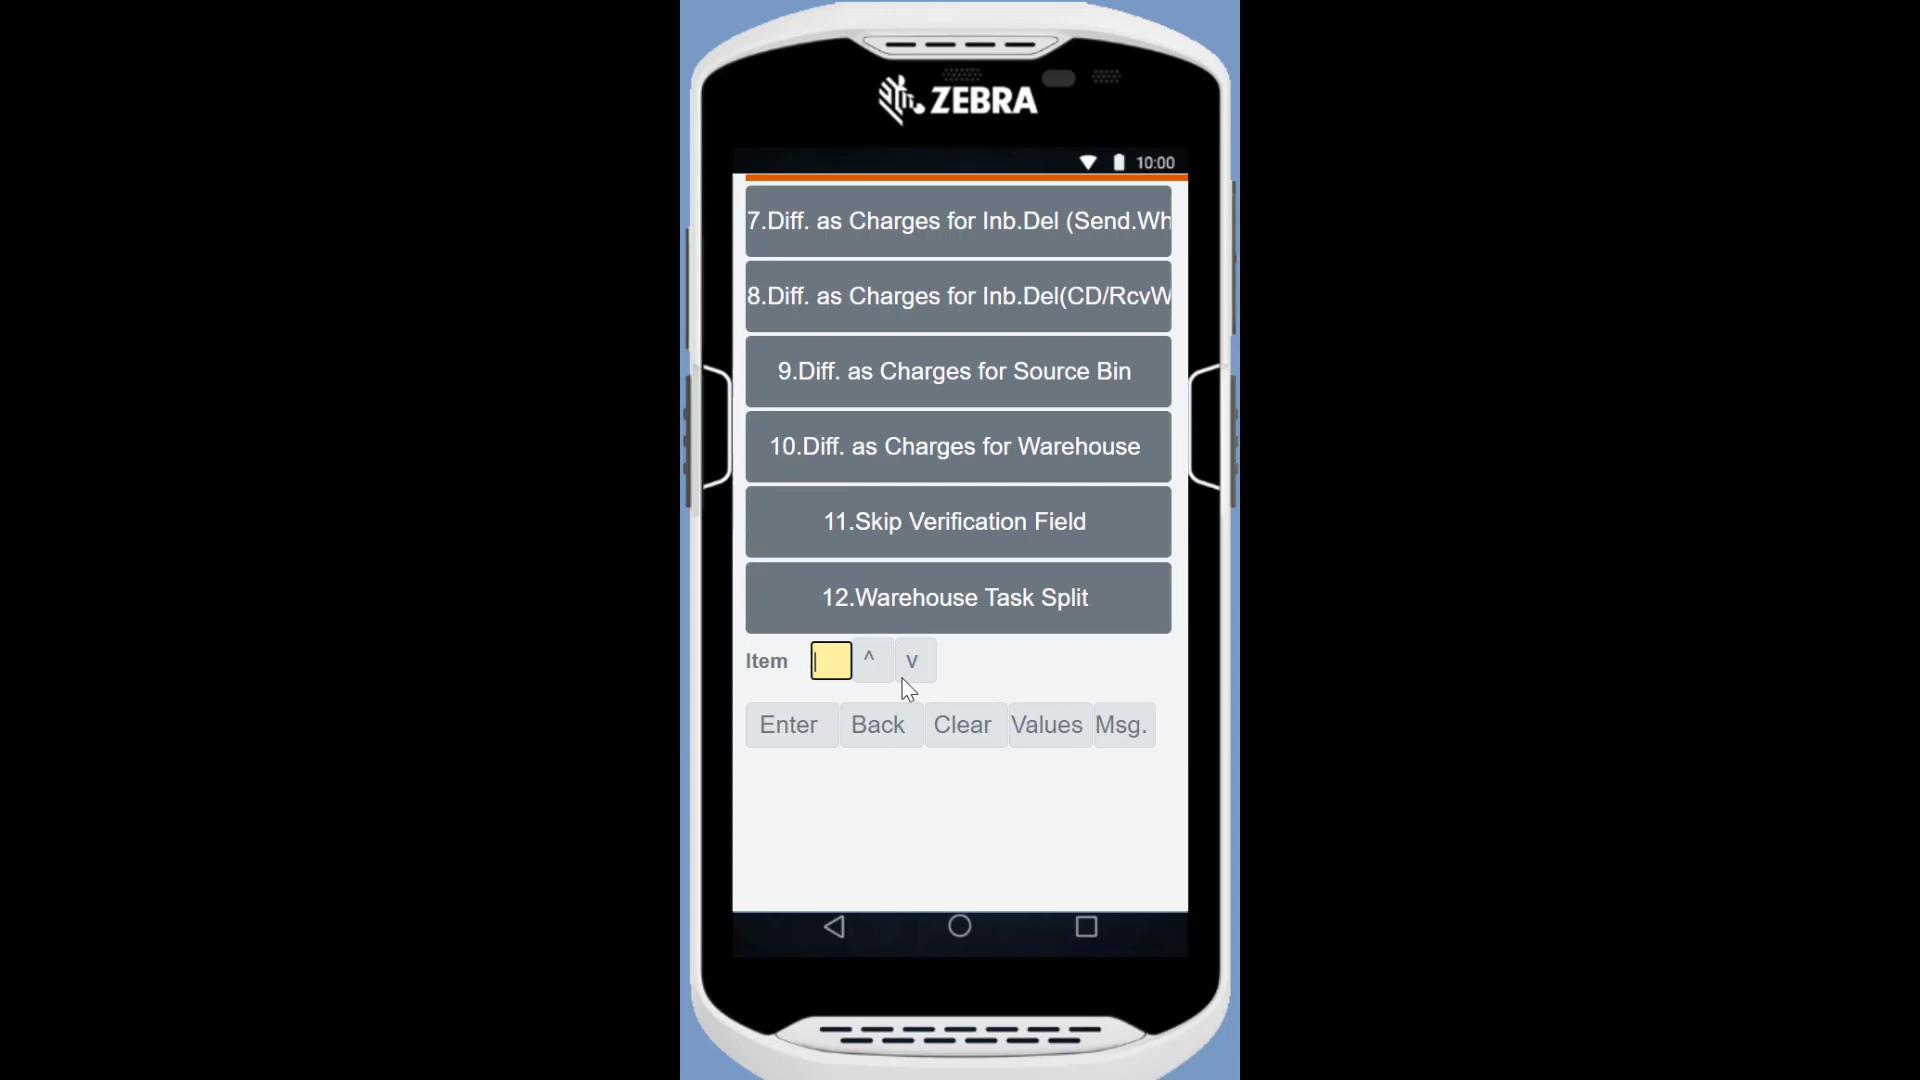 ZEBRA
10:00
7.Diff. as Charges for Inb.Del (Send.Wh
8.Diff. as Charges for Inb.Del(CD/RcvW
9.Diff. as Charges for Source Bin
10.Diff. as Charges for Warehouse
11.Skip Verification Field
12.Warehouse Task Split
Item ^ v
Enter Back Clear Values Msg.